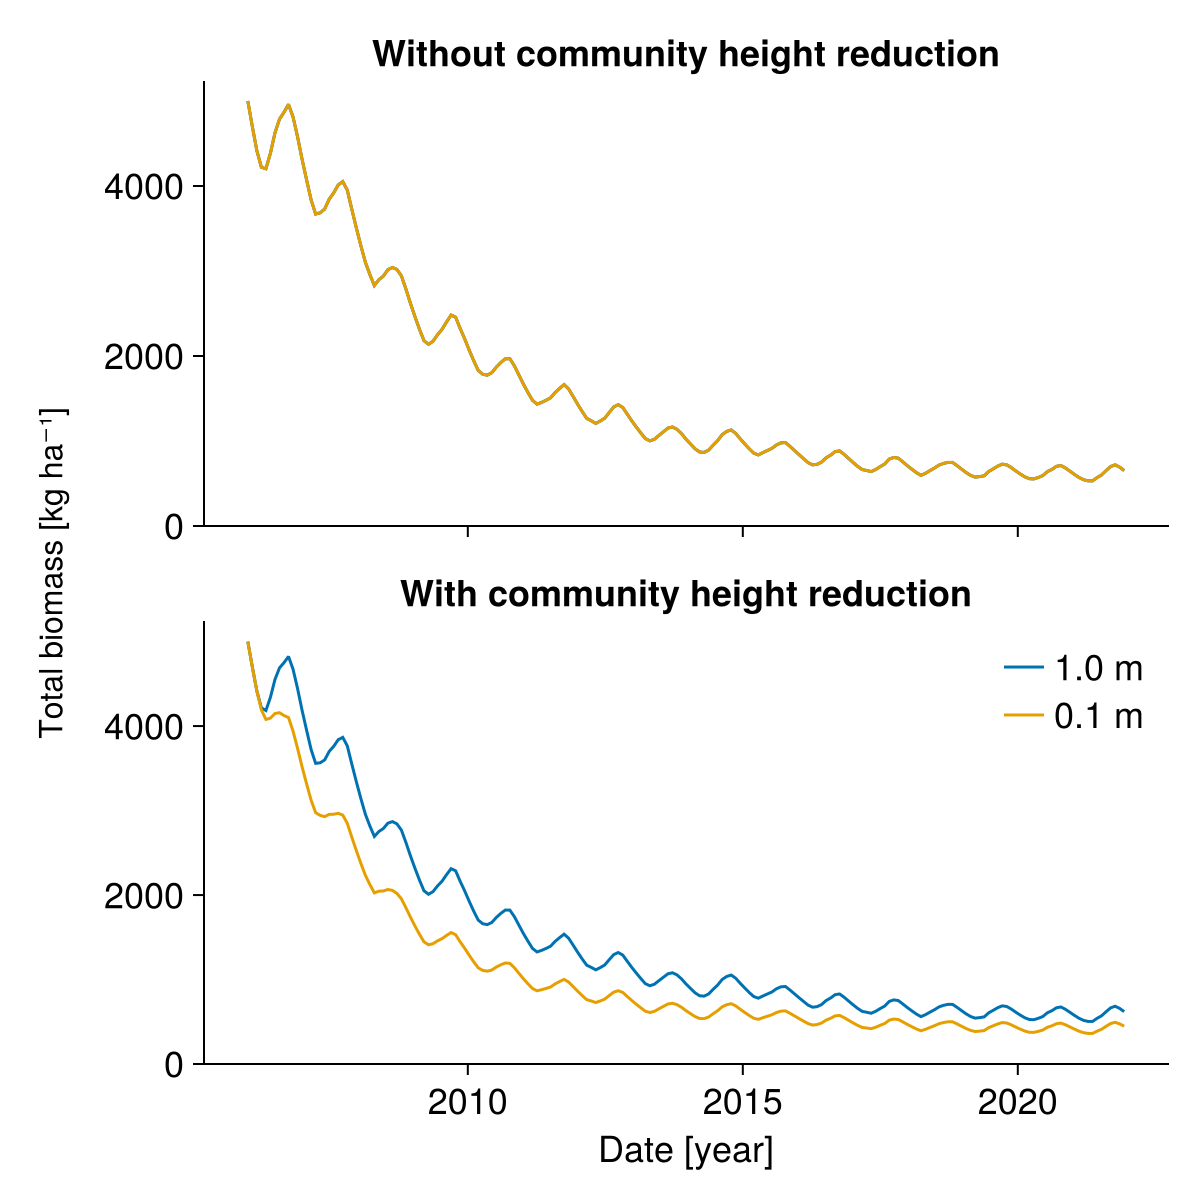 Without community height reduction
4000
2000
0
Total biomass [kg ha⁻¹]
With community height reduction
1.0 m
0.1 m
4000
2000
0
2010
2015
2020
Date [year]